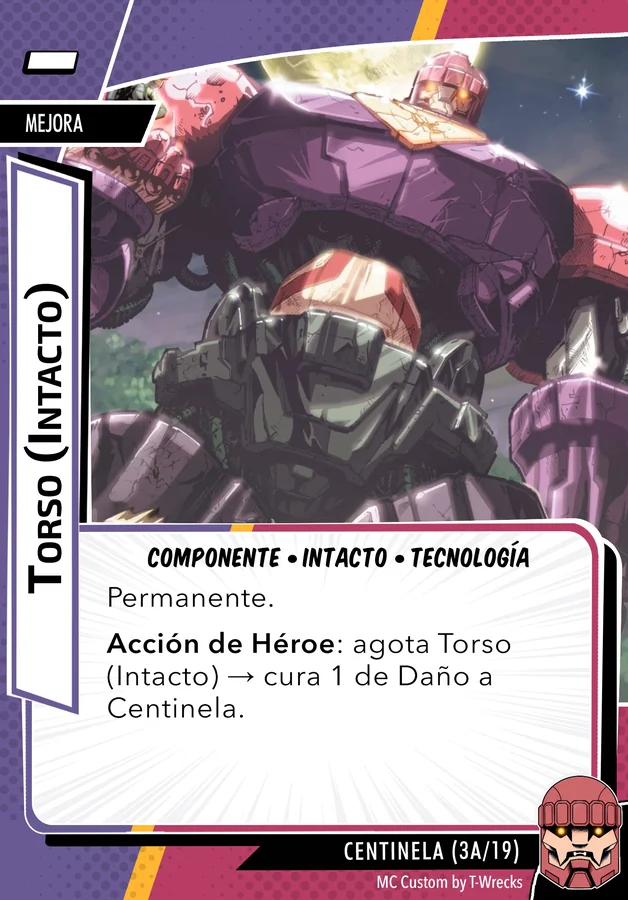 MEJORA
Torso (Intacto)
COMPONENTE • INTACTO • TECNOLOGÍA
Permanente.
Acción de Héroe: agota Torso
(Intacto) → cura 1 de Daño a
Centinela.
CENTINELA (3A/19)
MC Custom by T-Wrecks